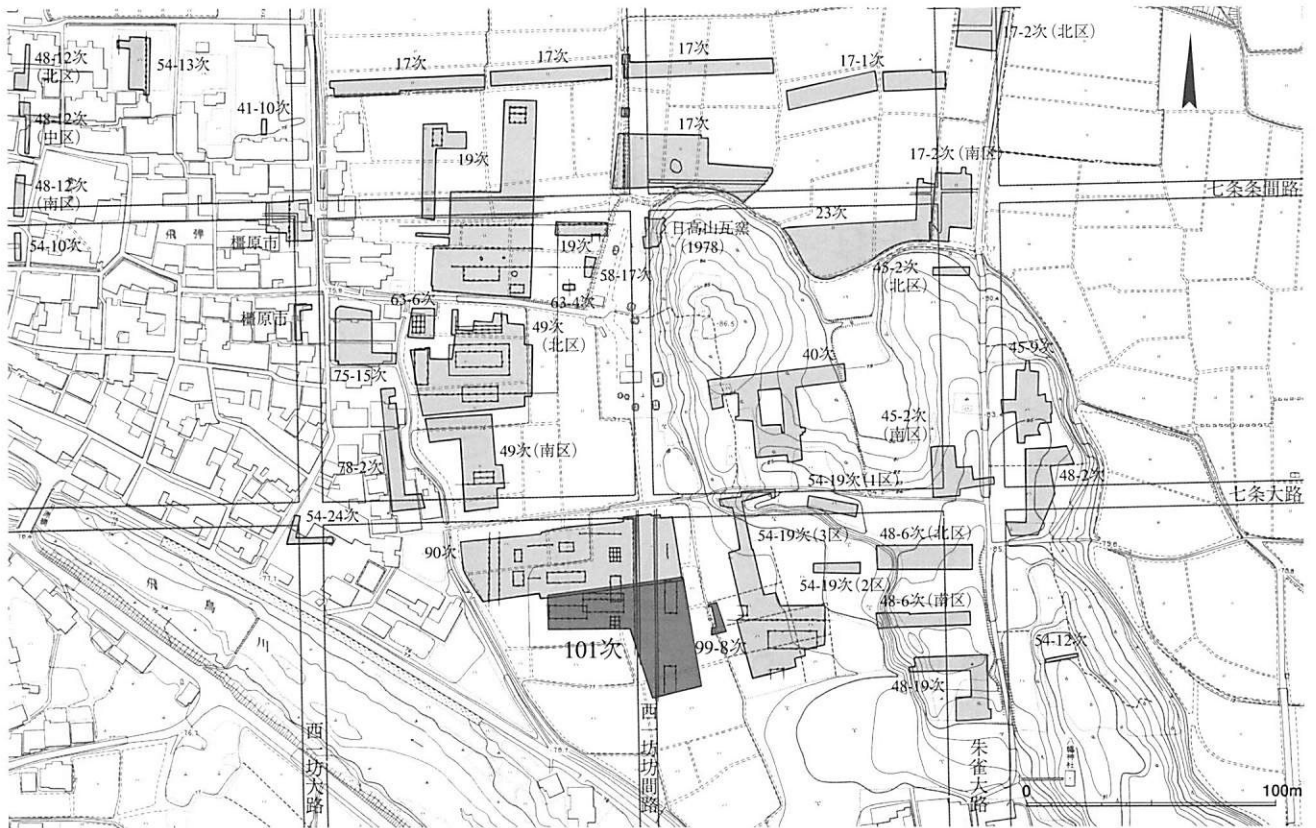 48-12次
(北区)
54-13次
17次
17次
17次
17-1次
17-2次(北区)
41-10次
48-12次
(中区)
19次
17次
17-2次(南区)
48-12次
(南区)
七条条間路
飛弾
橿原市
23次
54-10次
19次
日高山瓦窯
(1978)
58-17次
45-2次
(北区)
63-6次
63-4次
橿原市
49次
(北区)
45-9次
75-15次
40次
45-2次
(南区)
49次(南区)
78-2次
48-2次
54-19次(1区)
七条大路
54-24次
90次
54-19次(3区)
48-6次(北区)
54-19次(2区)
飛鳥川
48-6次(南区)
101次
99-8次
54-12次
48-19次
西一坊大路
西一坊坊間路
朱雀大路
0
100m